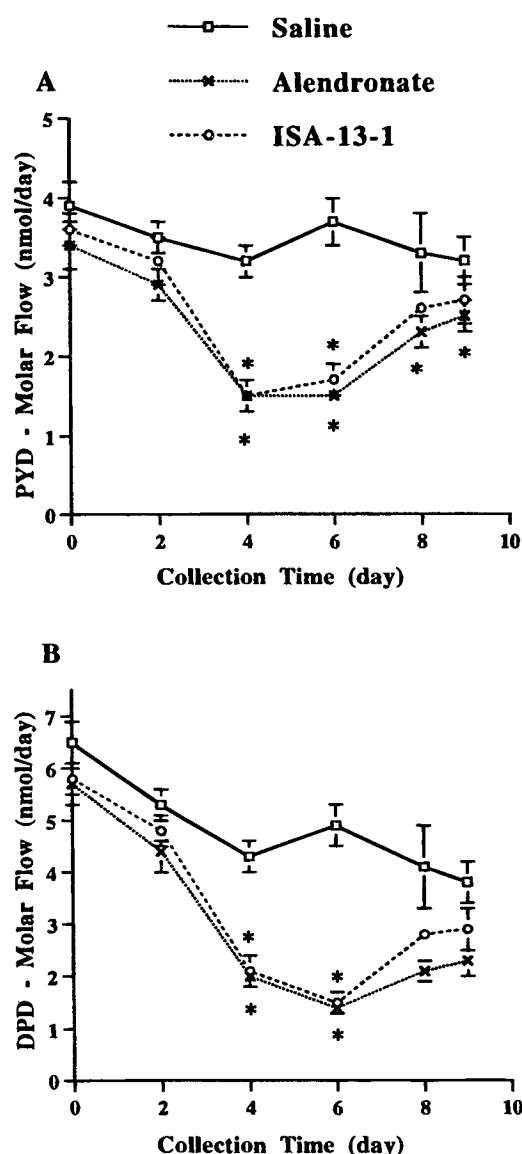 Saline
A
Alendronate
ISA-13-1
5
4
3
2
1
0
PYD - Molar Flow (nmol/day)
* *
* * * *
0 2 4 6 8 10
Collection Time (day)
B
7
6
5
4
3
2
1
0
DPD - Molar Flow (nmol/day)
* *
* *
0 2 4 6 8 10
Collection Time (day)